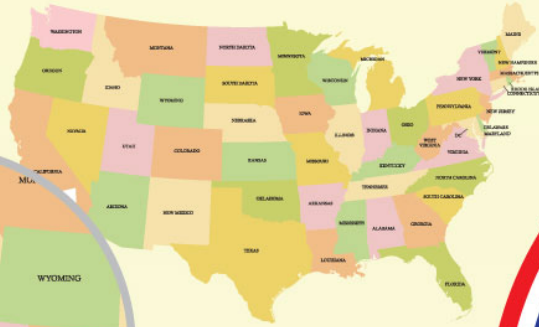 WASHINGTON
MONTANA
NORTH DAKOTA
MINNESOTA
MICHIGAN
MAINE
VERMONT
NEW HAMPSHIRE
OREGON
IDAHO
WYOMING
SOUTH DAKOTA
WISCONSIN
NEW YORK
MASSACHUSETTS
CONNECTICUT
NEVADA
UTAH
COLORADO
NEBRASKA
IOWA
ILLINOIS
INDIANA
OHIO
PENNSYLVANIA
NEW JERSEY
DELAWARE
MARYLAND
DC
WEST
VIRGINIA
VIRGINIA
CALIFORNIA
KANSAS
MISSOURI
KENTUCKY
ARIZONA
NEW MEXICO
OKLAHOMA
ARKANSAS
TENNESSEE
NORTH CAROLINA
SOUTH CAROLINA
TEXAS
LOUISIANA
MISSISSIPPI
ALABAMA
GEORGIA
FLORIDA
WYOMING